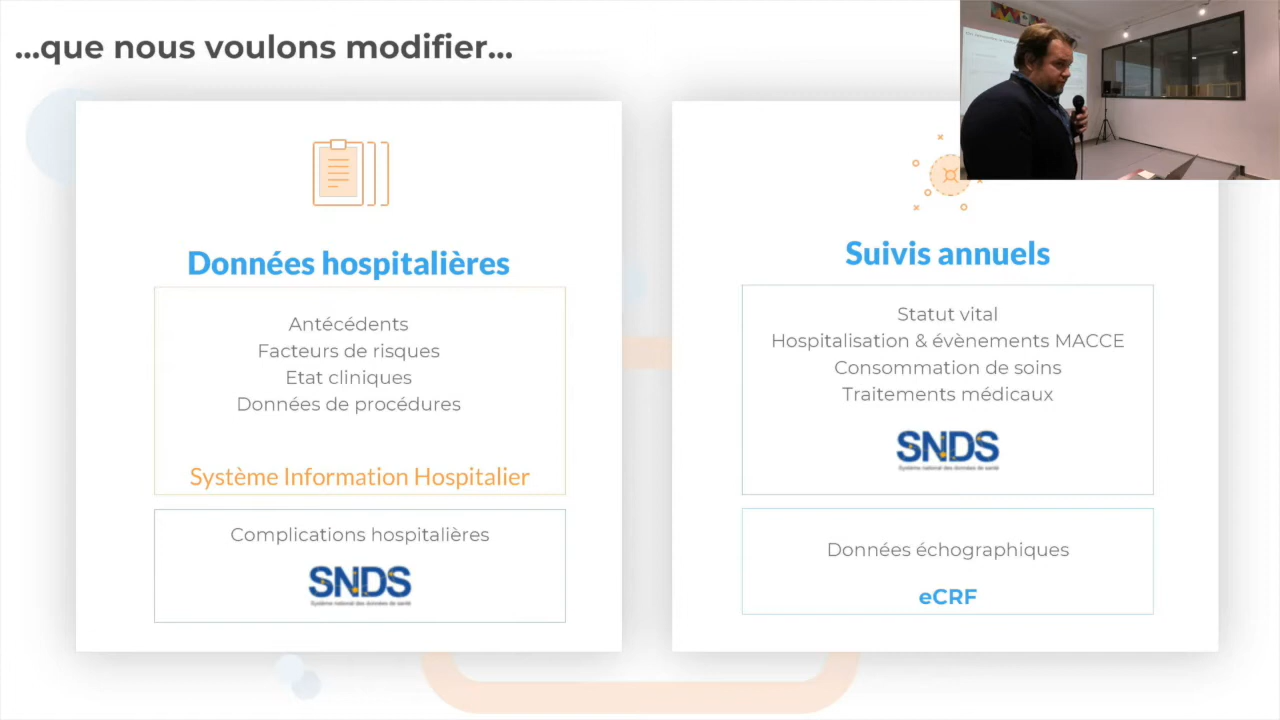 ...que nous voulons modifier...
Données hospitalières
Antécédents
Facteurs de risques
Etat cliniques
Données de procédures
Système Information Hospitalier
Complications hospitalières
SNDS
Système national des données de santé
Suivis annuels
Statut vital
Hospitalisation & évènements MACCE
Consommation de soins
Traitements médicaux
SNDS
Système national des données de santé
Données échographiques
eCRF